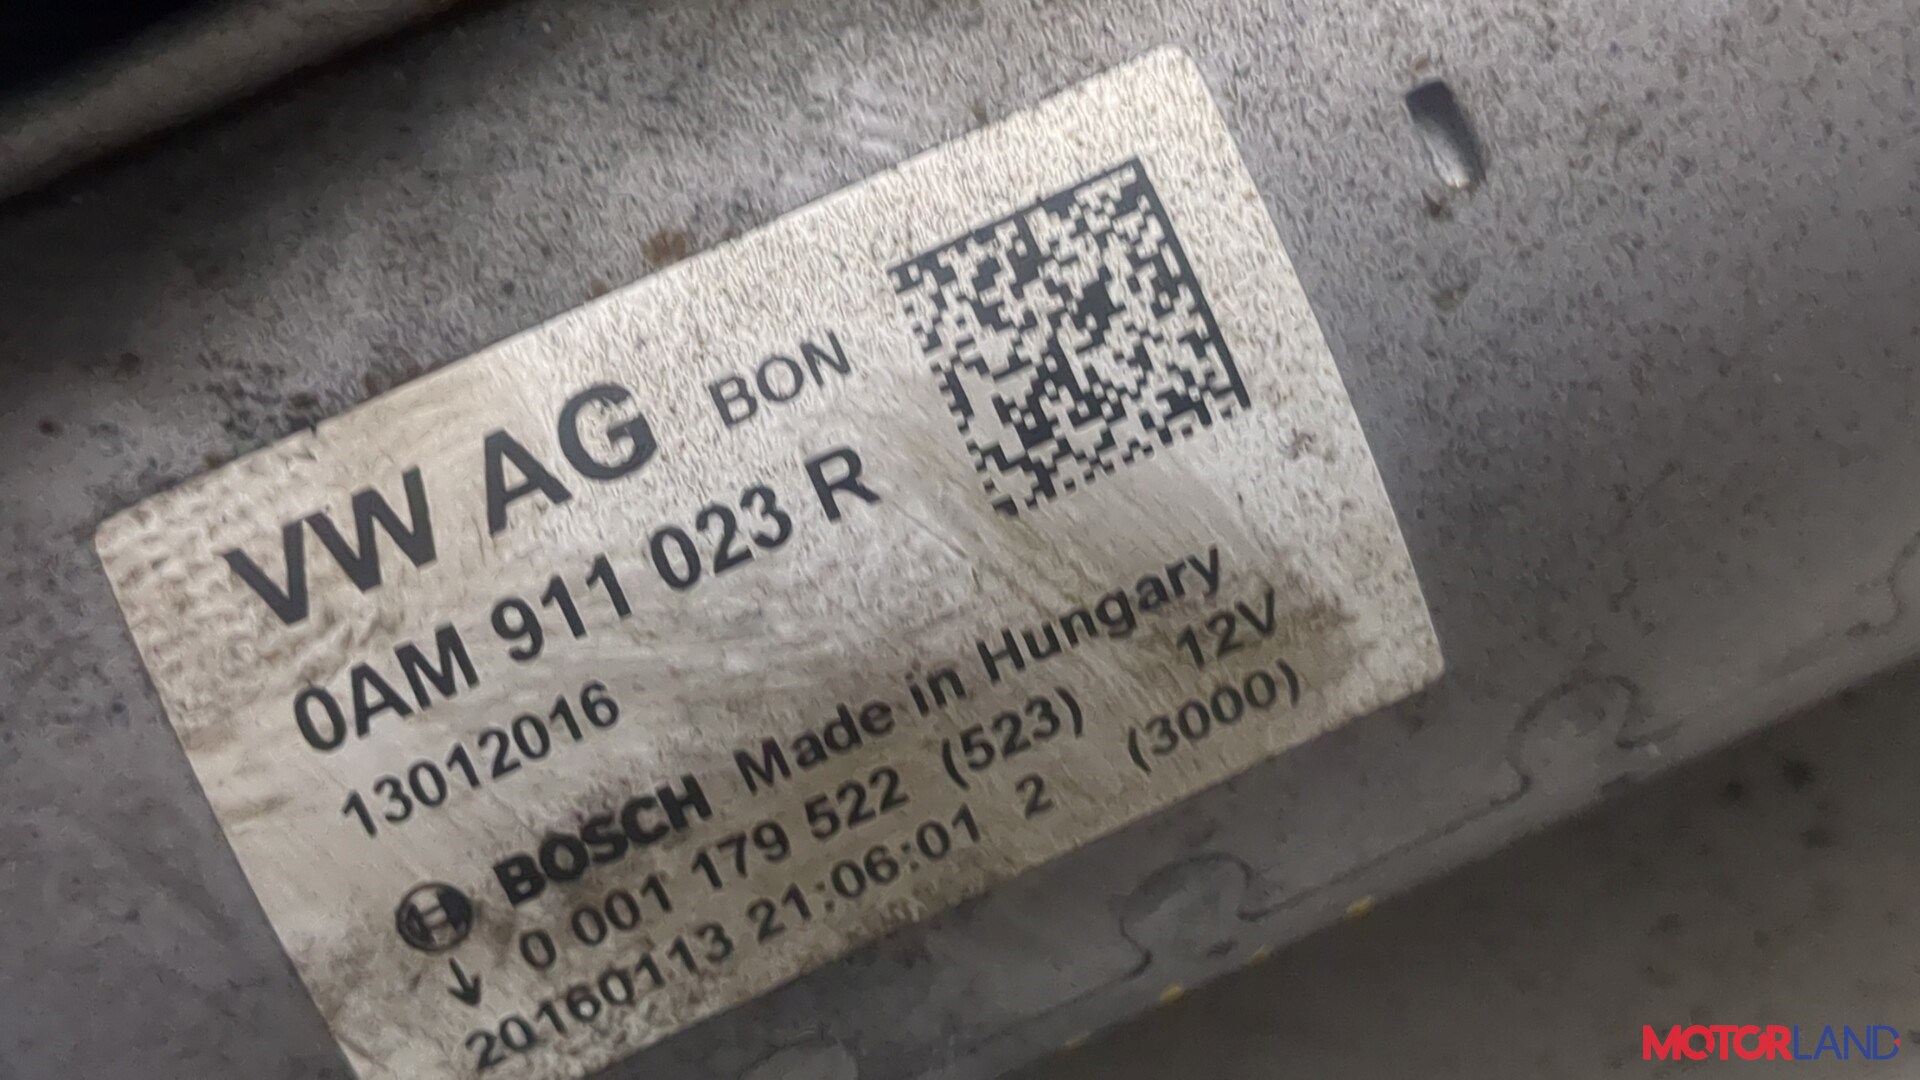 VW AG BON
0AM 911 023 R
13012016
BOSCH Made in Hungary
0 001 179 522 (523) 12V
20160113 21:06:01 2 (3000)
MOTORLAND